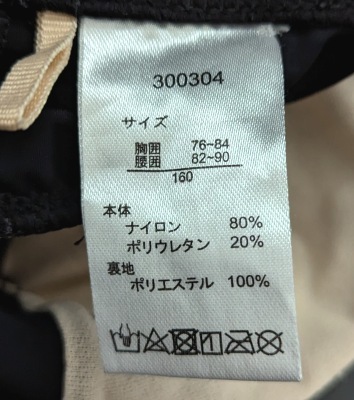 300304
サイズ
胸囲 76~84
腰囲 82~90
160
本体
ナイロン 80%
ポリウレタン 20%
裏地
ポリエステル 100%